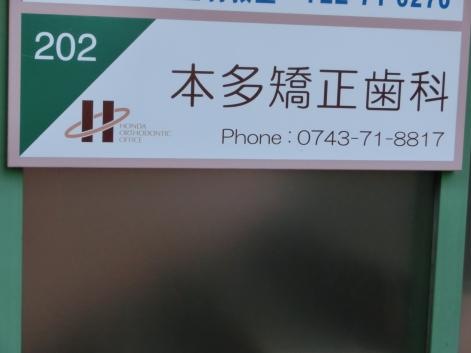 202
本多矯正歯科
HONDA
ORTHODONTIC
OFFICE
Phone : 0743-71-8817